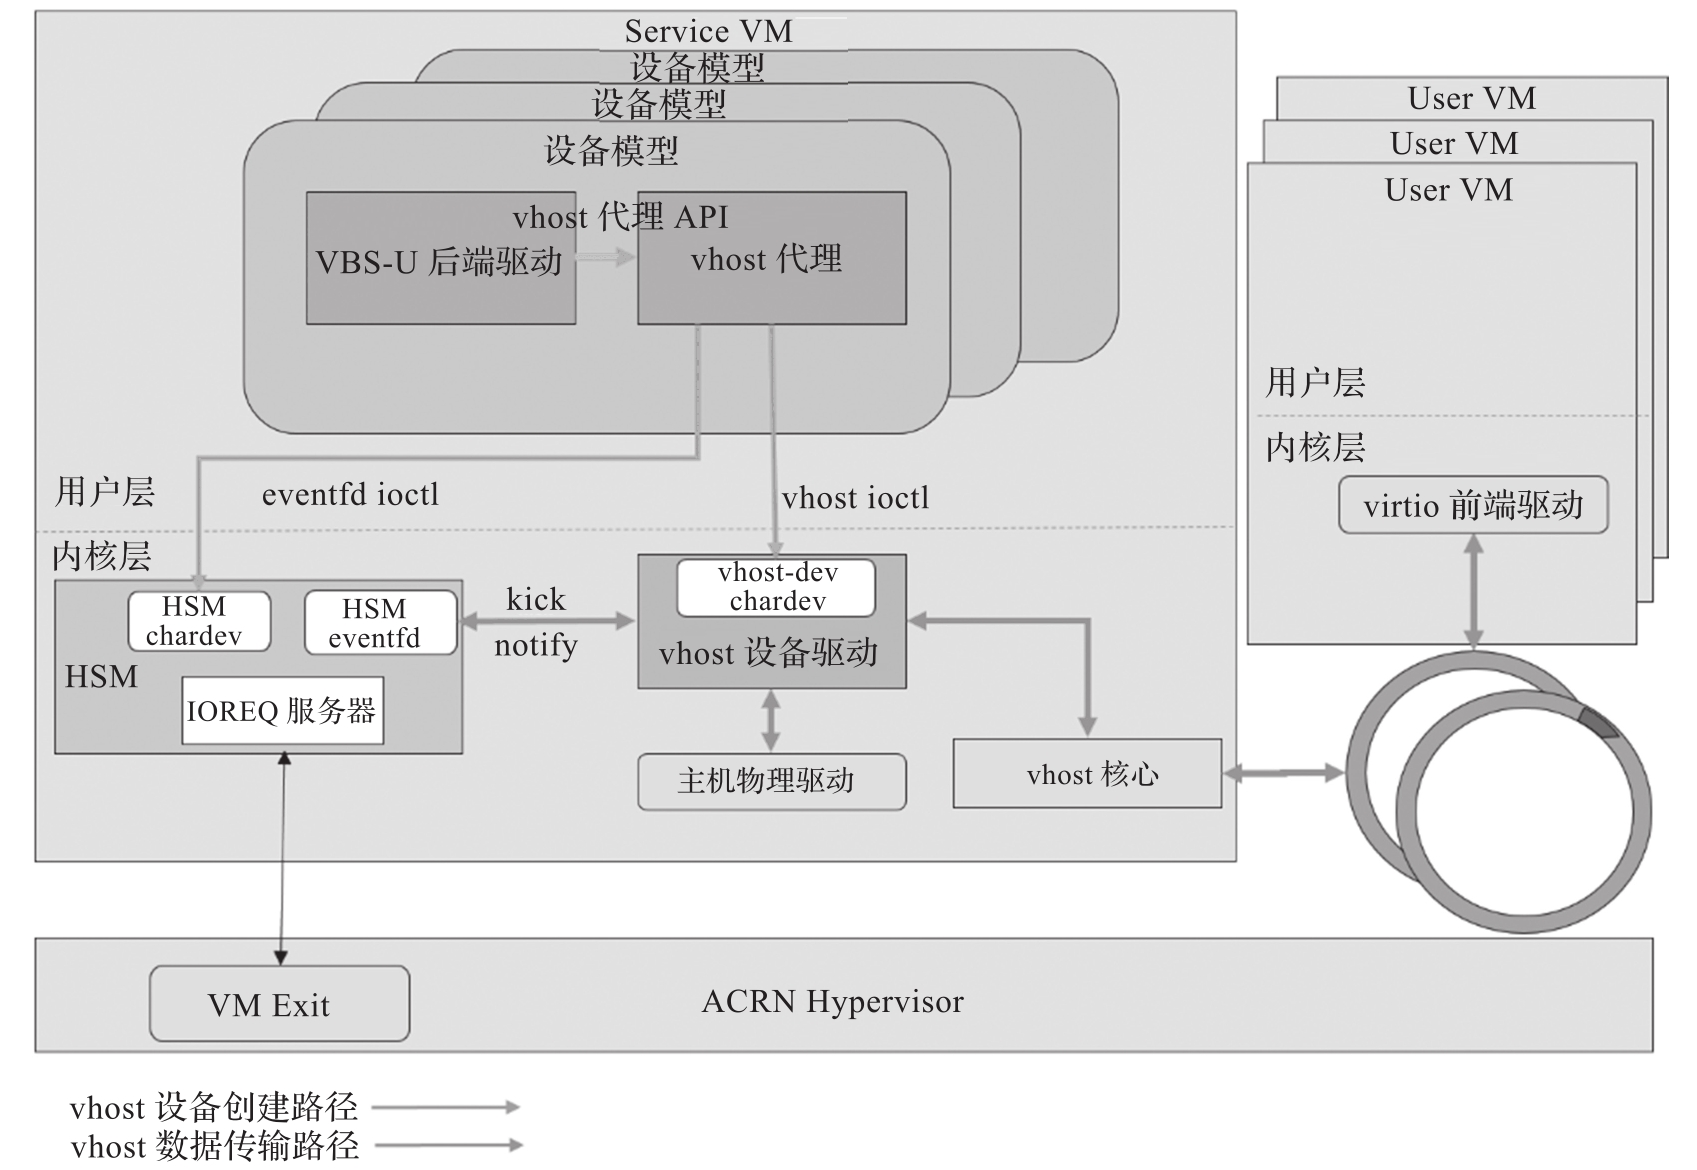 Service VM
设备模型
设备模型
设备模型
vhost 代理 API
VBS-U 后端驱动
vhost 代理
用户层
eventfd ioctl
vhost ioctl
内核层
HSM
chardev
HSM
eventfd
HSM
IOREQ 服务器
kick
notify
vhost-dev
chardev
vhost 设备驱动
主机物理驱动
vhost 核心
User VM
User VM
User VM
用户层
内核层
virtio 前端驱动
VM Exit
ACRN Hypervisor
vhost 设备创建路径
vhost 数据传输路径